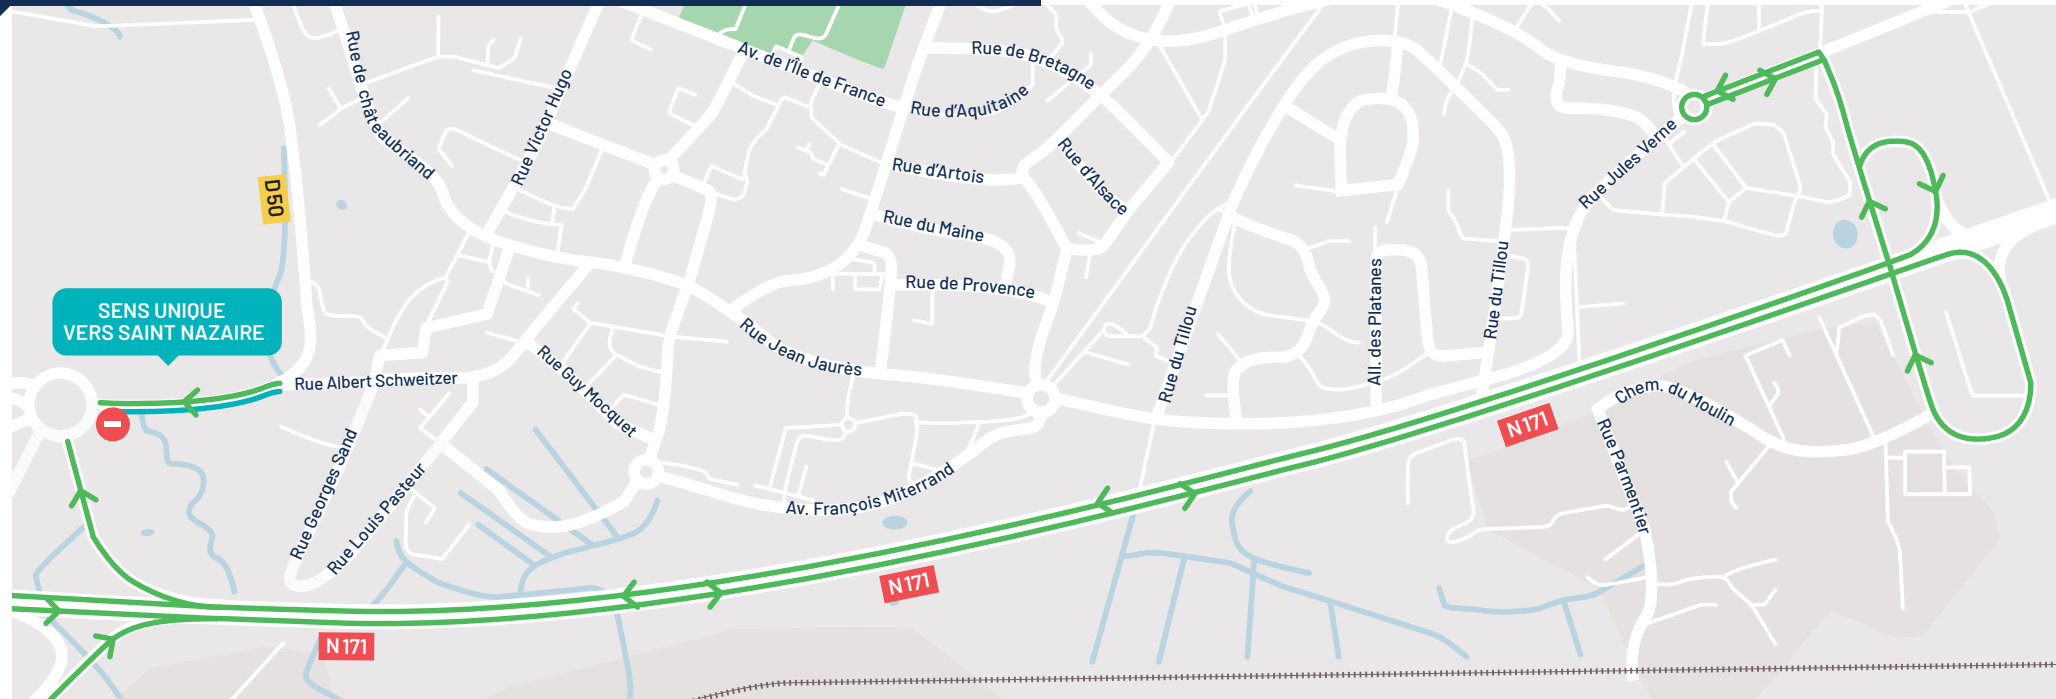 Rue de châteaubriand
Rue Victor Hugo
Av. de l'Île de France
Rue de Bretagne
Rue d'Aquitaine
Rue d'Artois
Rue d'Alsace
Rue Jules Verne
D50
Rue du Maine
Rue de Provence
Rue du Tillou
All. des Platanes
Rue du Tillou
SENS UNIQUE
VERS SAINT NAZAIRE
Rue Albert Schweitzer
Rue Guy Mocquet
Rue Jean Jaurès
Chem. du Moulin
N171
Rue Parmentier
Rue Georges Sand
Rue Louis Pasteur
Av. François Miterrand
N171
N171